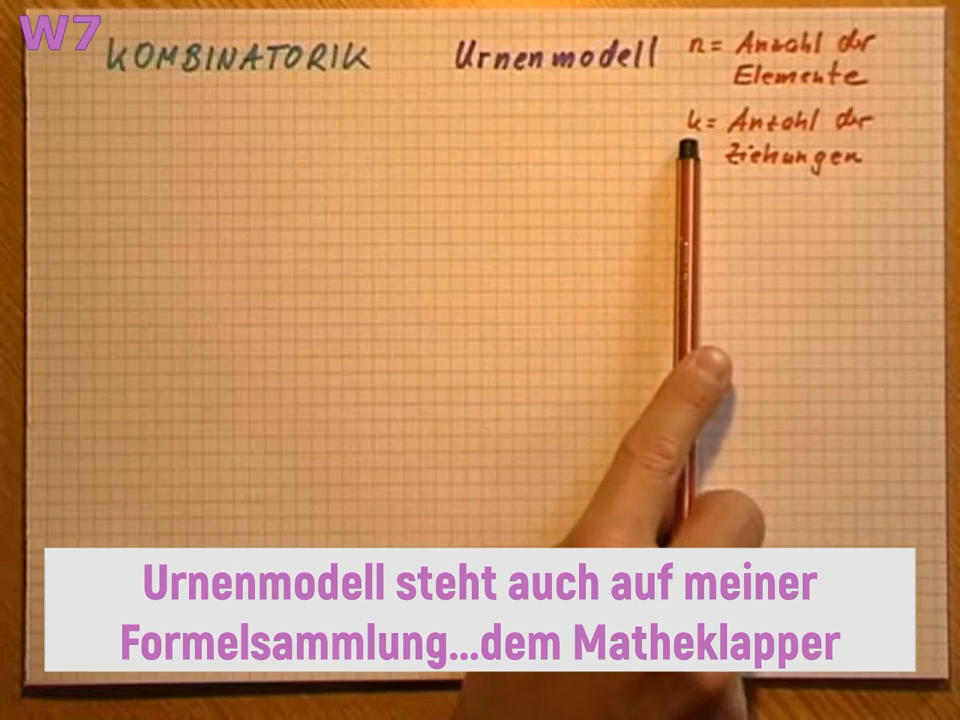 W7
KOMBINATORIK Urnenmodell n = Anzahl der
Elemente
k = Anzahl der
Ziehungen
Urnenmodell steht auch auf meiner
Formelsammlung...dem Matheklapper